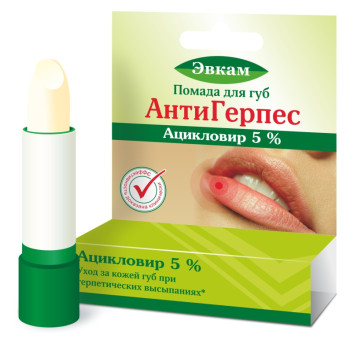 Эвкам
Помада для губ
АнтиГерпес
Ацикловир 5 %
Ацикловир 5 %
Уход за кожей губ при
герпетических высыпаниях*